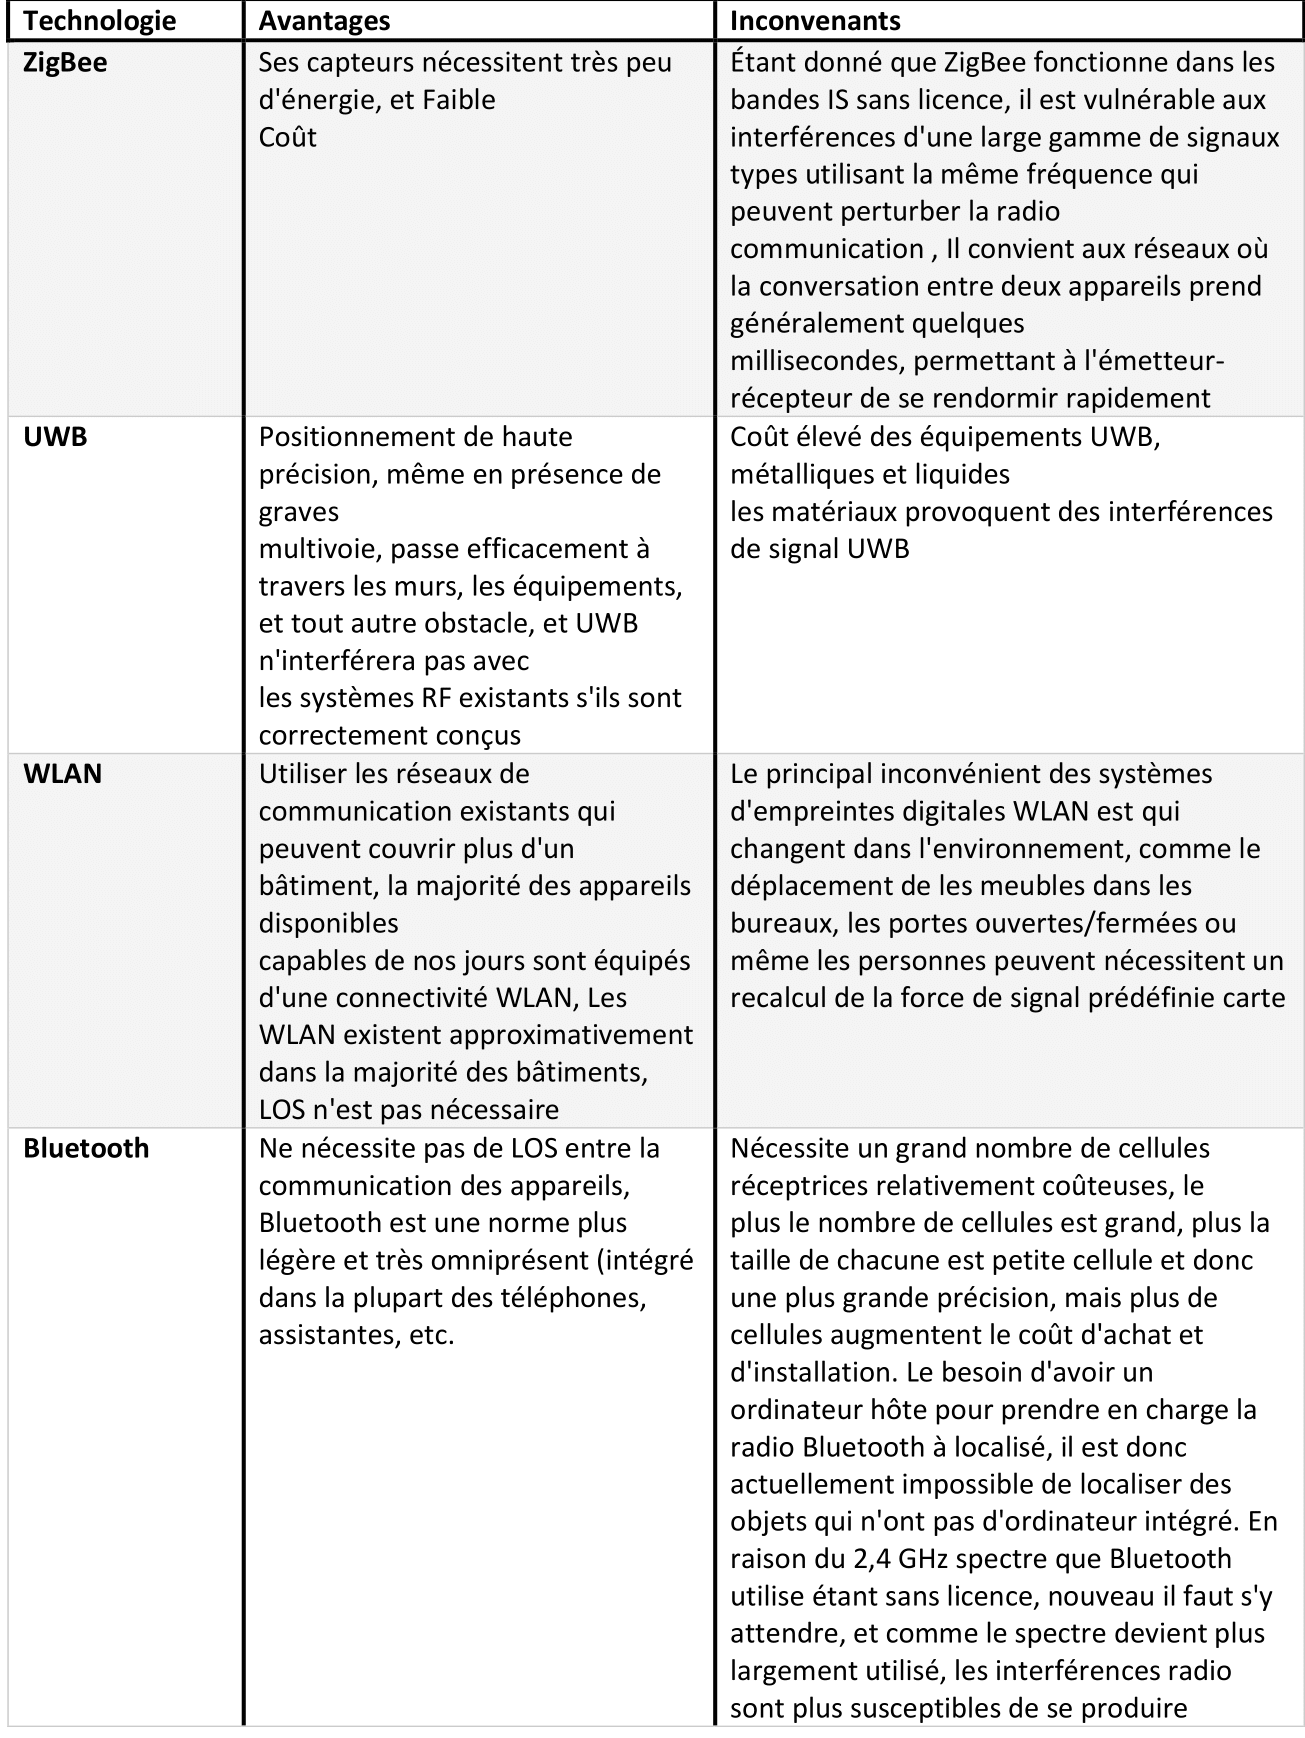 Technologie
Avantages
Inconvenants
ZigBee
Ses capteurs nécessitent très peu
d'énergie, et Faible
Coût
Étant donné que ZigBee fonctionne dans les
bandes IS sans licence, il est vulnérable aux
interférences d'une large gamme de signaux
types utilisant la même fréquence qui
peuvent perturber la radio
communication , Il convient aux réseaux où
la conversation entre deux appareils prend
généralement quelques
millisecondes, permettant à l'émetteur-
récepteur de se rendormir rapidement
UWB
Positionnement de haute
précision, même en présence de
graves
multivoie, passe efficacement à
travers les murs, les équipements,
et tout autre obstacle, et UWB
n'interférera pas avec
les systèmes RF existants s'ils sont
correctement conçus
Coût élevé des équipements UWB,
métalliques et liquides
les matériaux provoquent des interférences
de signal UWB
WLAN
Utiliser les réseaux de
communication existants qui
peuvent couvrir plus d'un
bâtiment, la majorité des appareils
disponibles
capables de nos jours sont équipés
d'une connectivité WLAN, Les
WLAN existent approximativement
dans la majorité des bâtiments,
LOS n'est pas nécessaire
Le principal inconvénient des systèmes
d'empreintes digitales WLAN est qui
changent dans l'environnement, comme le
déplacement de les meubles dans les
bureaux, les portes ouvertes/fermées ou
même les personnes peuvent nécessitent un
recalcul de la force de signal prédéfinie carte
Bluetooth
Ne nécessite pas de LOS entre la
communication des appareils,
Bluetooth est une norme plus
légère et très omniprésent (intégré
dans la plupart des téléphones,
assistantes, etc.
Nécessite un grand nombre de cellules
réceptrices relativement coûteuses, le
plus le nombre de cellules est grand, plus la
taille de chacune est petite cellule et donc
une plus grande précision, mais plus de
cellules augmentent le coût d'achat et
d'installation. Le besoin d'avoir un
ordinateur hôte pour prendre en charge la
radio Bluetooth à localisé, il est donc
actuellement impossible de localiser des
objets qui n'ont pas d'ordinateur intégré. En
raison du 2,4 GHz spectre que Bluetooth
utilise étant sans licence, nouveau il faut s'y
attendre, et comme le spectre devient plus
largement utilisé, les interférences radio
sont plus susceptibles de se produire